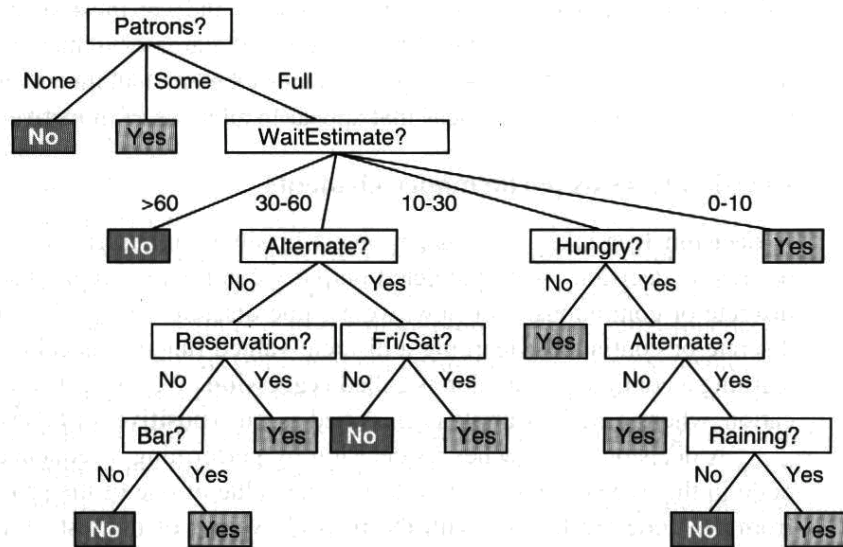 Patrons?
None Some Full
No Yes WaitEstimate?
>60 30-60 10-30 0-10
No Alternate? Hungry? Yes
No Yes No Yes
Reservation? Fri/Sat? Yes Alternate?
No Yes No Yes No Yes
Bar? Yes No Yes Yes Raining?
No Yes No Yes
No Yes No Yes